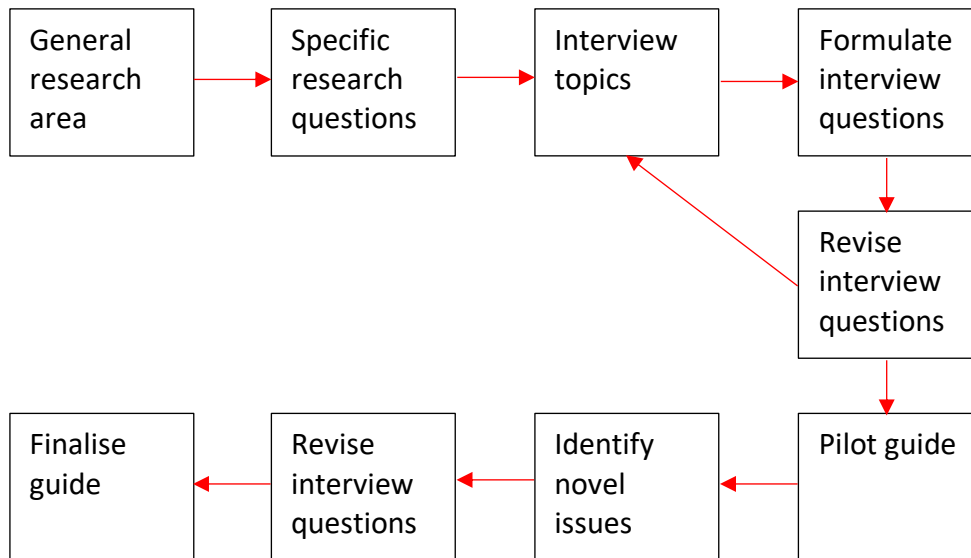 General
research
area
Specific
research
questions
Interview
topics
Formulate
interview
questions
Revise
interview
questions
Pilot guide
Identify
novel
issues
Revise
interview
questions
Finalise
guide